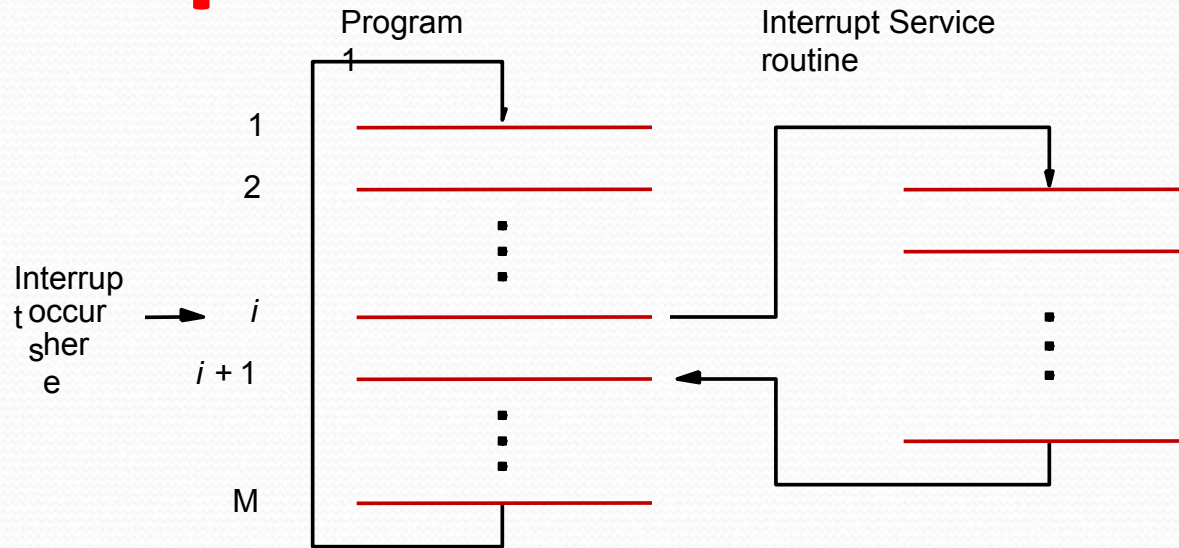 Program
1
Interrupt Service
routine
1
2
Interrup
t occur
s her
e
i
i + 1
M